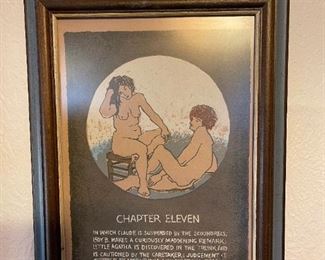 CHAPTER ELEVEN
IN WHICH CLAUDE IS SUSPENDED BY THE SCOUNDRELS,
LADY B. MAKES A CURIOUSLY MADDENING REMARK;
LITTLE AGATHA IS DISCOVERED IN THE TRUNK, AND
IS CAUTIONED BY THE CARETAKER; JUDGEMENT IS